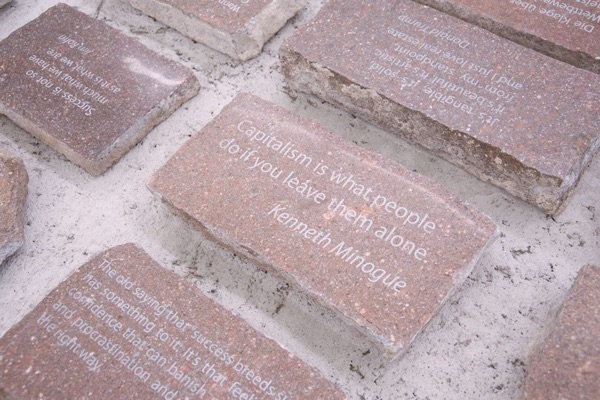 Success is not so
much what we have
as it is what we are.
Jim Rohn
It's tangible, it's solid,
it's beautiful. It's artistic,
from my standpoint,
and I just love real estate.
Donald Trump
Capitalism is what people
do if you leave them alone.
Kenneth Minogue
The old saying that success breeds su
has something to it. It's that feeli
confidence that can banish
and procrastination and
the right way.